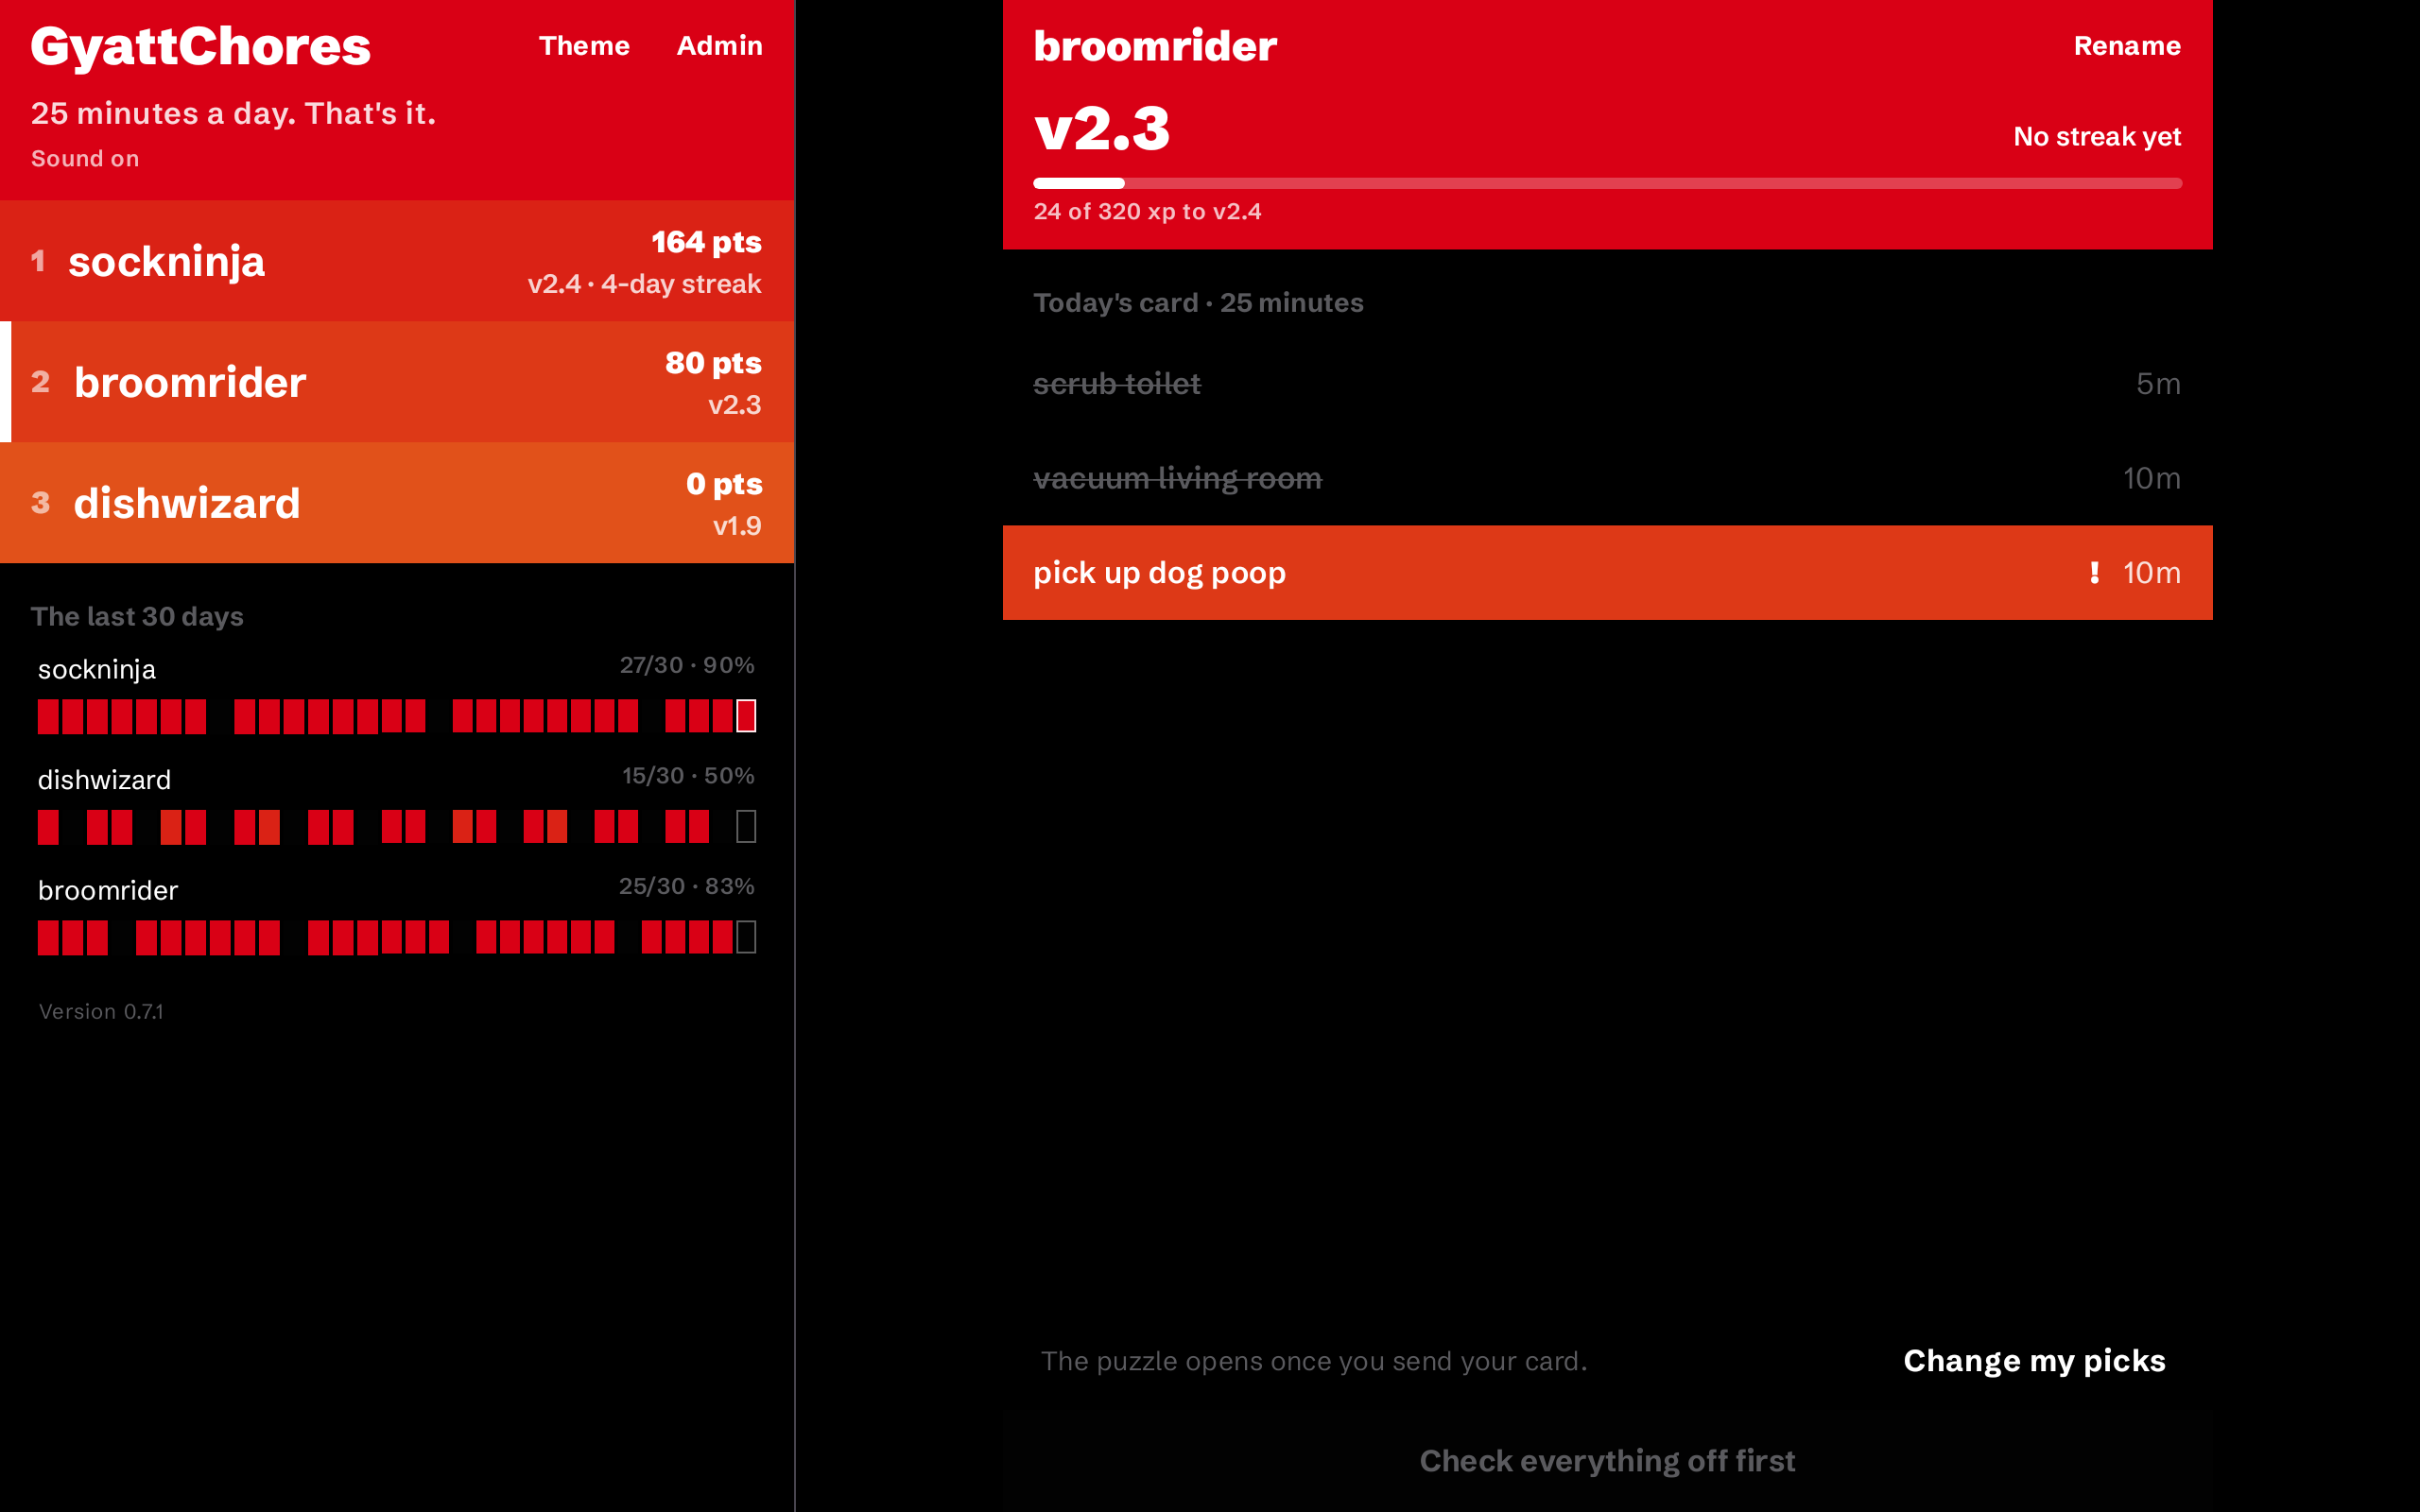 GyattChores
Theme Admin
25 minutes a day. That's it.
Sound on
1 sockninja 164 pts
v2.4 · 4-day streak
2 broomrider 80 pts
v2.3
3 dishwizard 0 pts
v1.9
The last 30 days
sockninja 27/30 · 90%
dishwizard 15/30 · 50%
broomrider 25/30 · 83%
Version 0.7.1
broomrider Rename
v2.3 No streak yet
24 of 320 xp to v2.4
Today's card · 25 minutes
scrub toilet 5m
vacuum living room 10m
pick up dog poop ! 10m
The puzzle opens once you send your card. Change my picks
Check everything off first